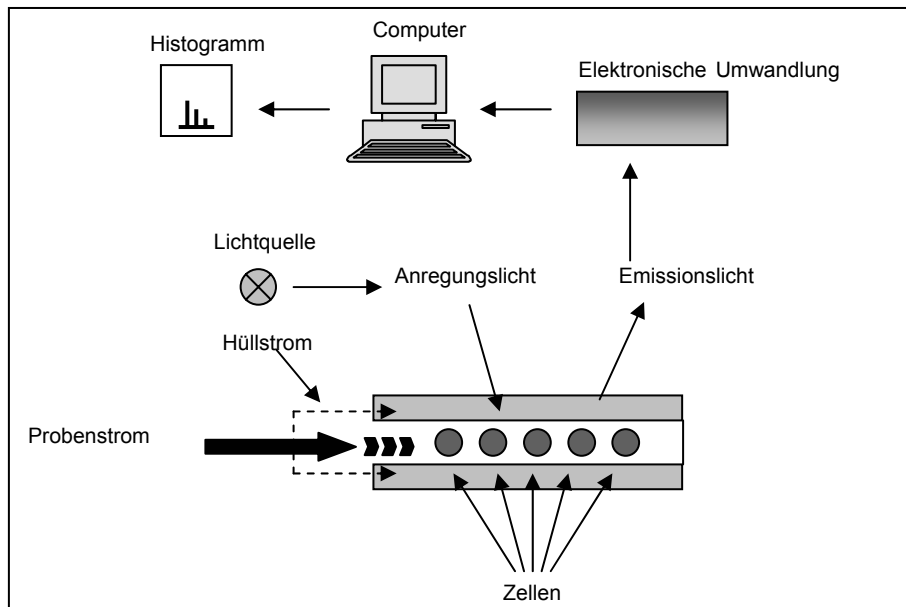 Computer
Histogramm
Elektronische Umwandlung
Lichtquelle
Anregungslicht
Emissionslicht
Hüllstrom
Probenstrom
Zellen